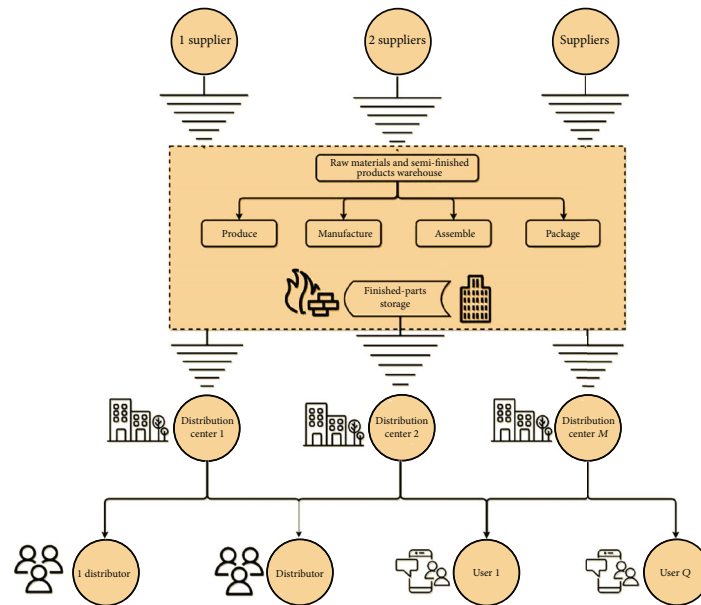 1 supplier
2 suppliers
Suppliers
Raw materials and semi-finished
products warehouse
Produce
Manufacture
Assemble
Package
Finished-parts
storage
Distribution
center 1
Distribution
center 2
Distribution
center M
1 distributor
Distributor
User 1
User Q